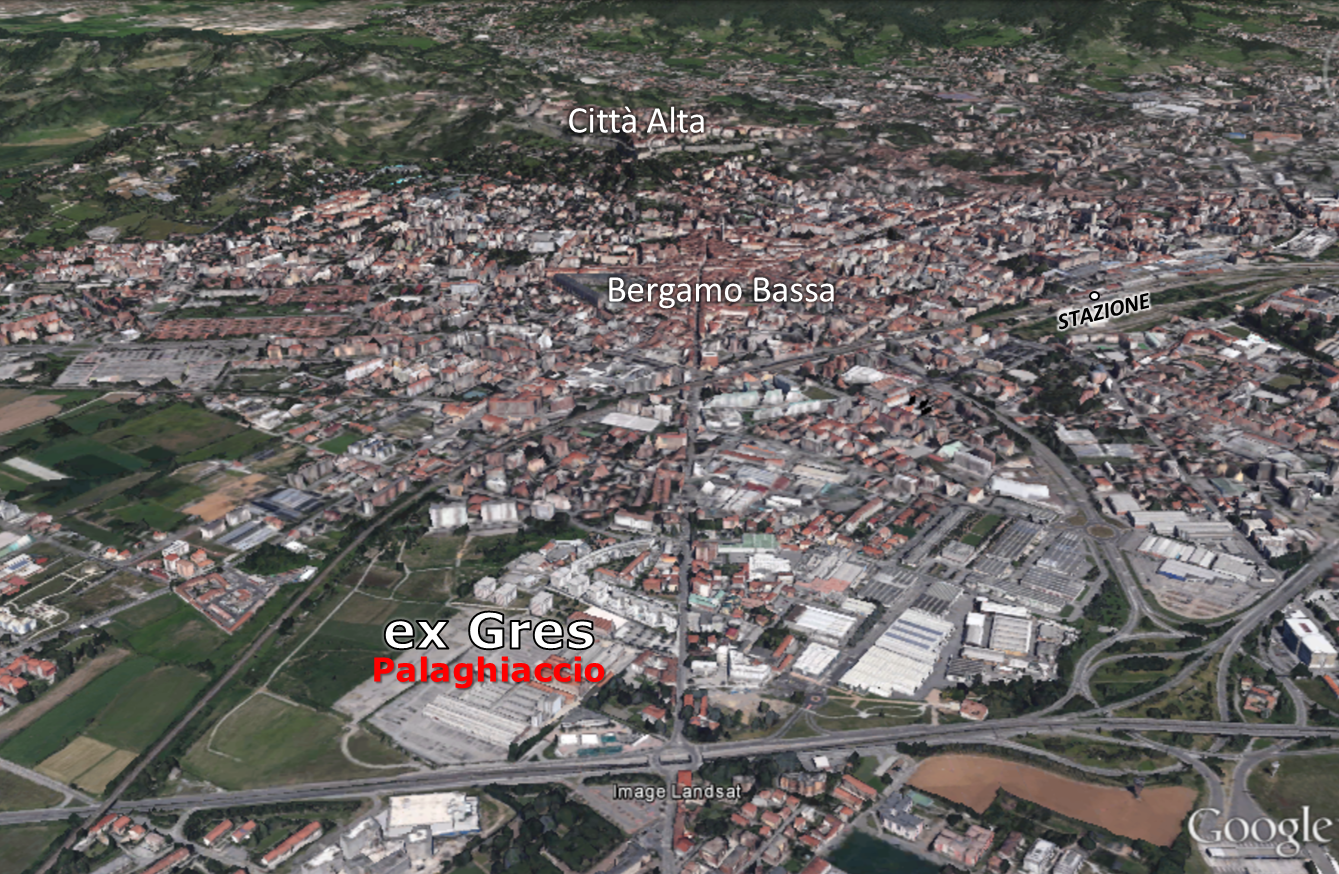 Città Alta
Bergamo Bassa
STAZIONE
ex Gres
Palaghiaccio
Image Landsat
Google